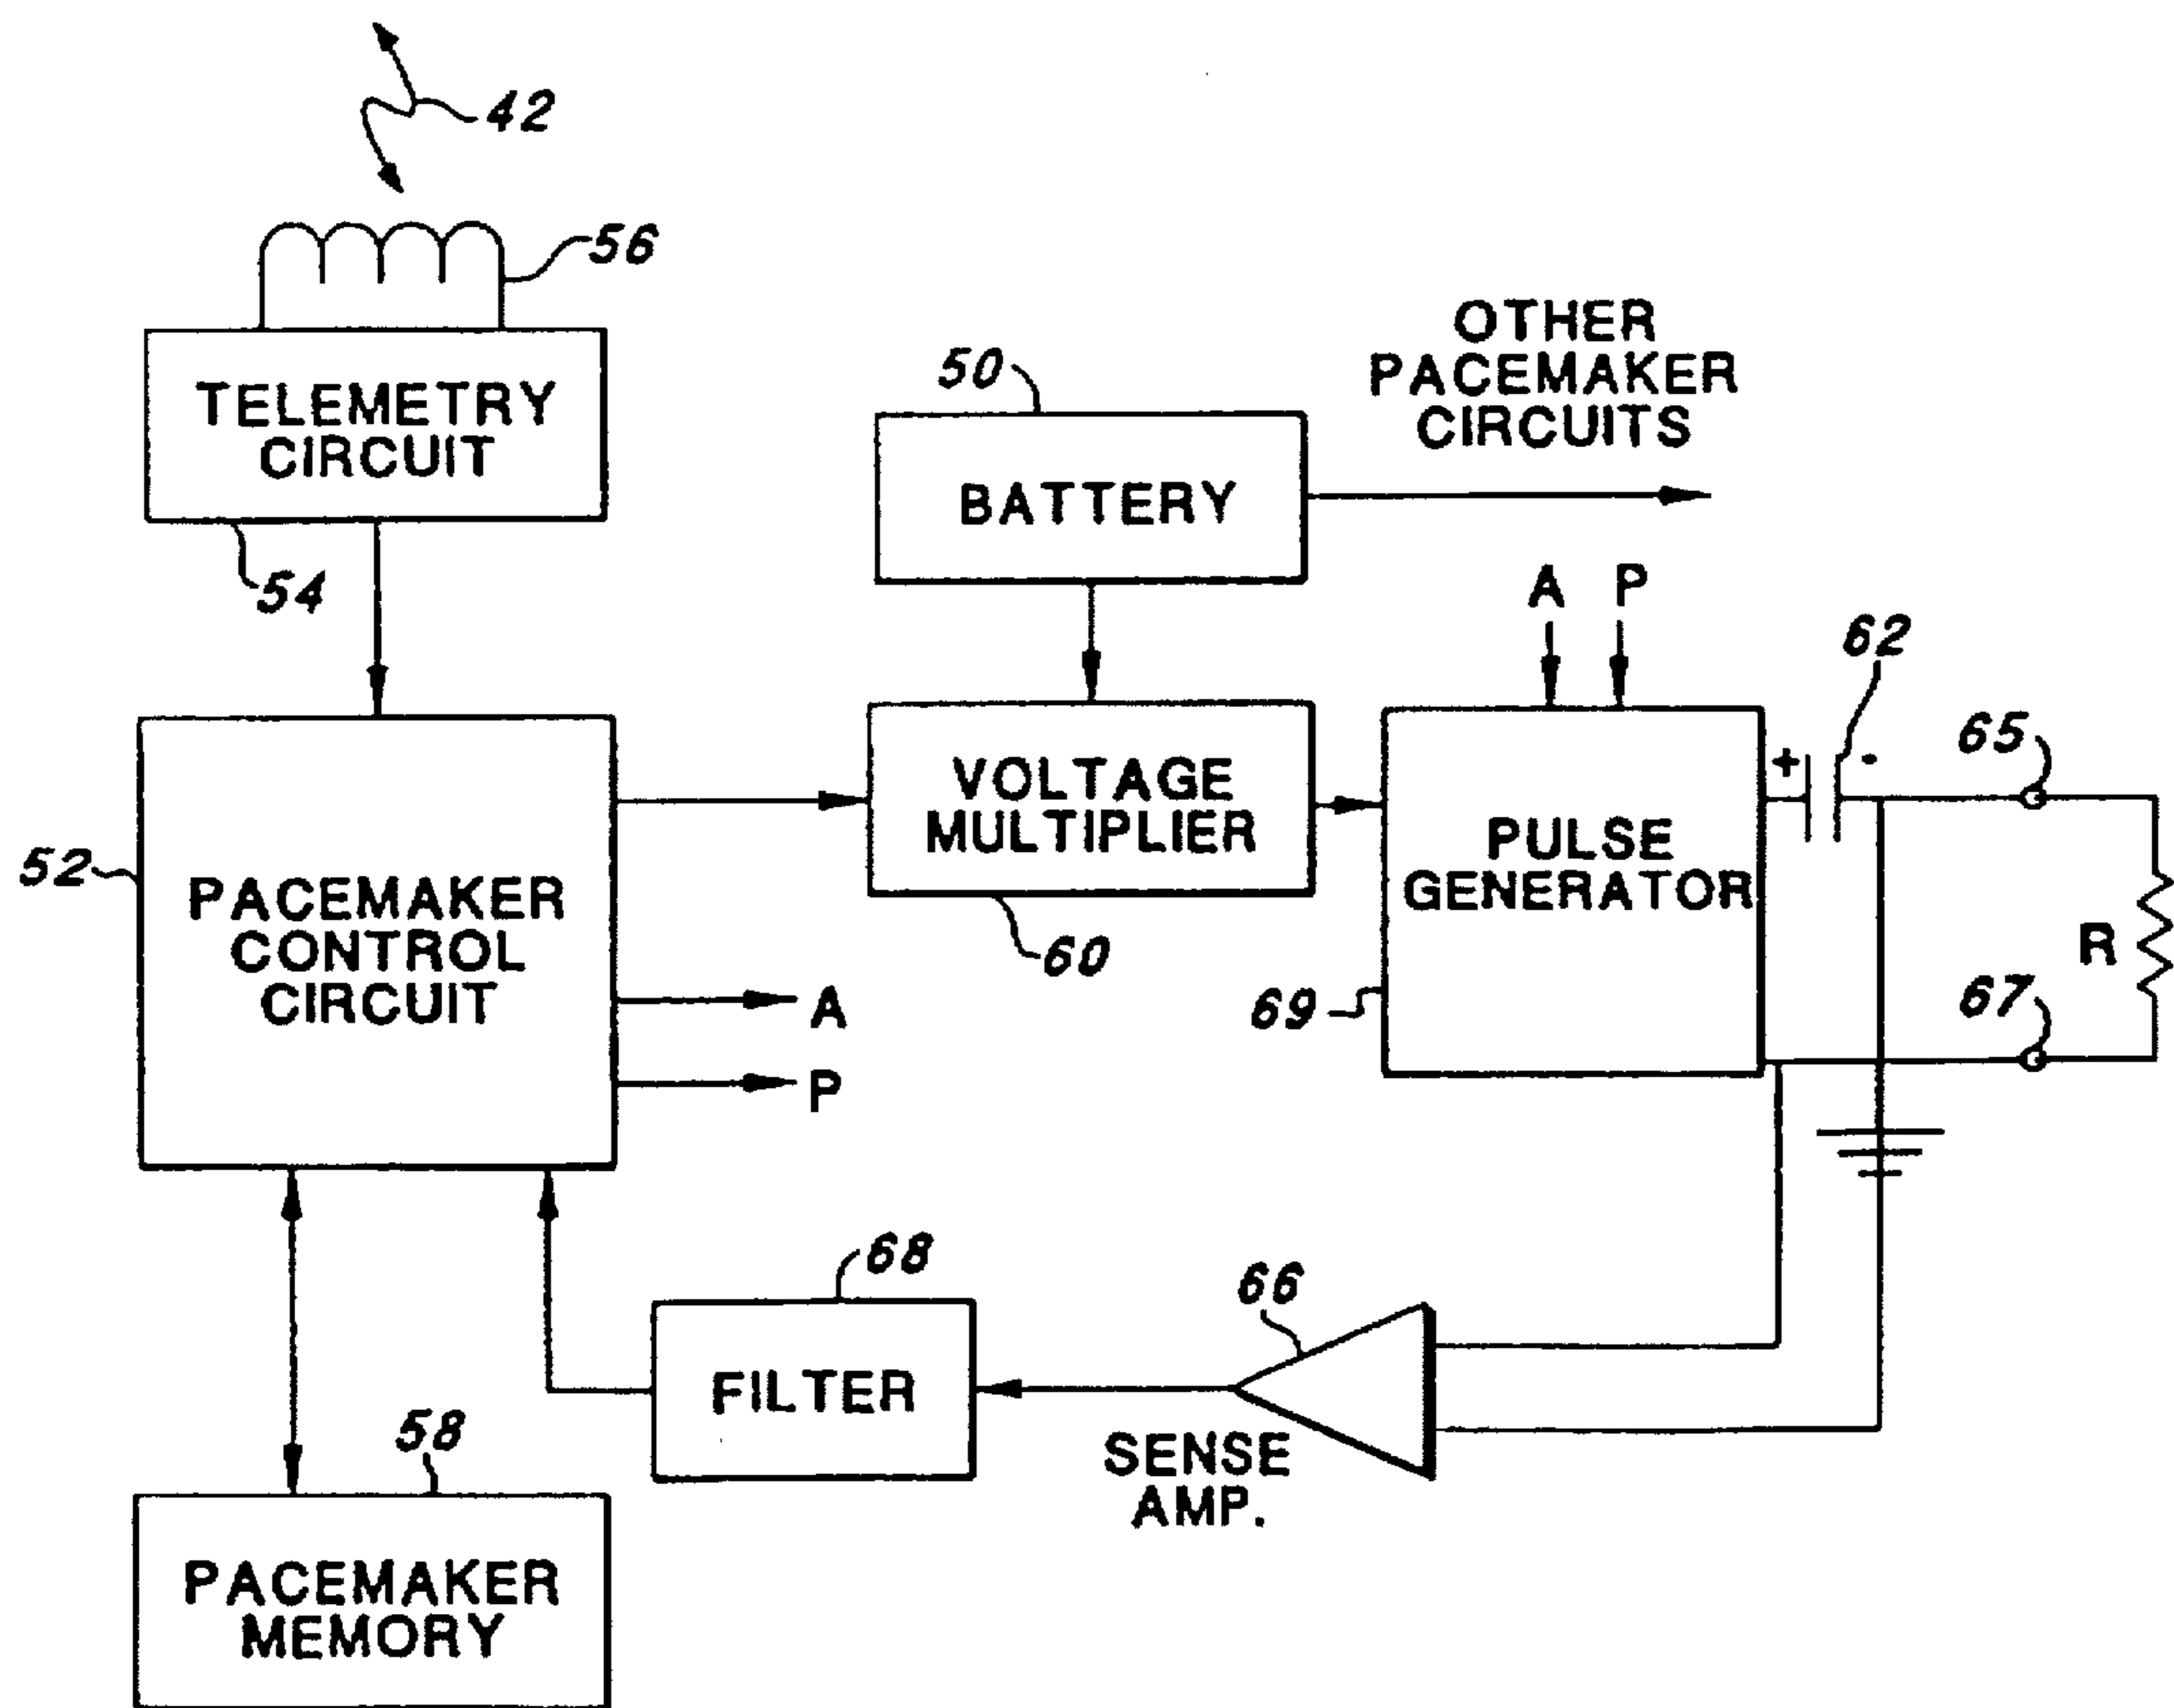 42
56
TELEMETRY
CIRCUIT
54
50
BATTERY
OTHER
PACEMAKER
CIRCUITS
A P
62
52
PACEMAKER
CONTROL
CIRCUIT
A
P
VOLTAGE
MULTIPLIER
60
PULSE
GENERATOR
69
+
65
R
67
68
FILTER
66
SENSE
AMP.
58
PACEMAKER
MEMORY